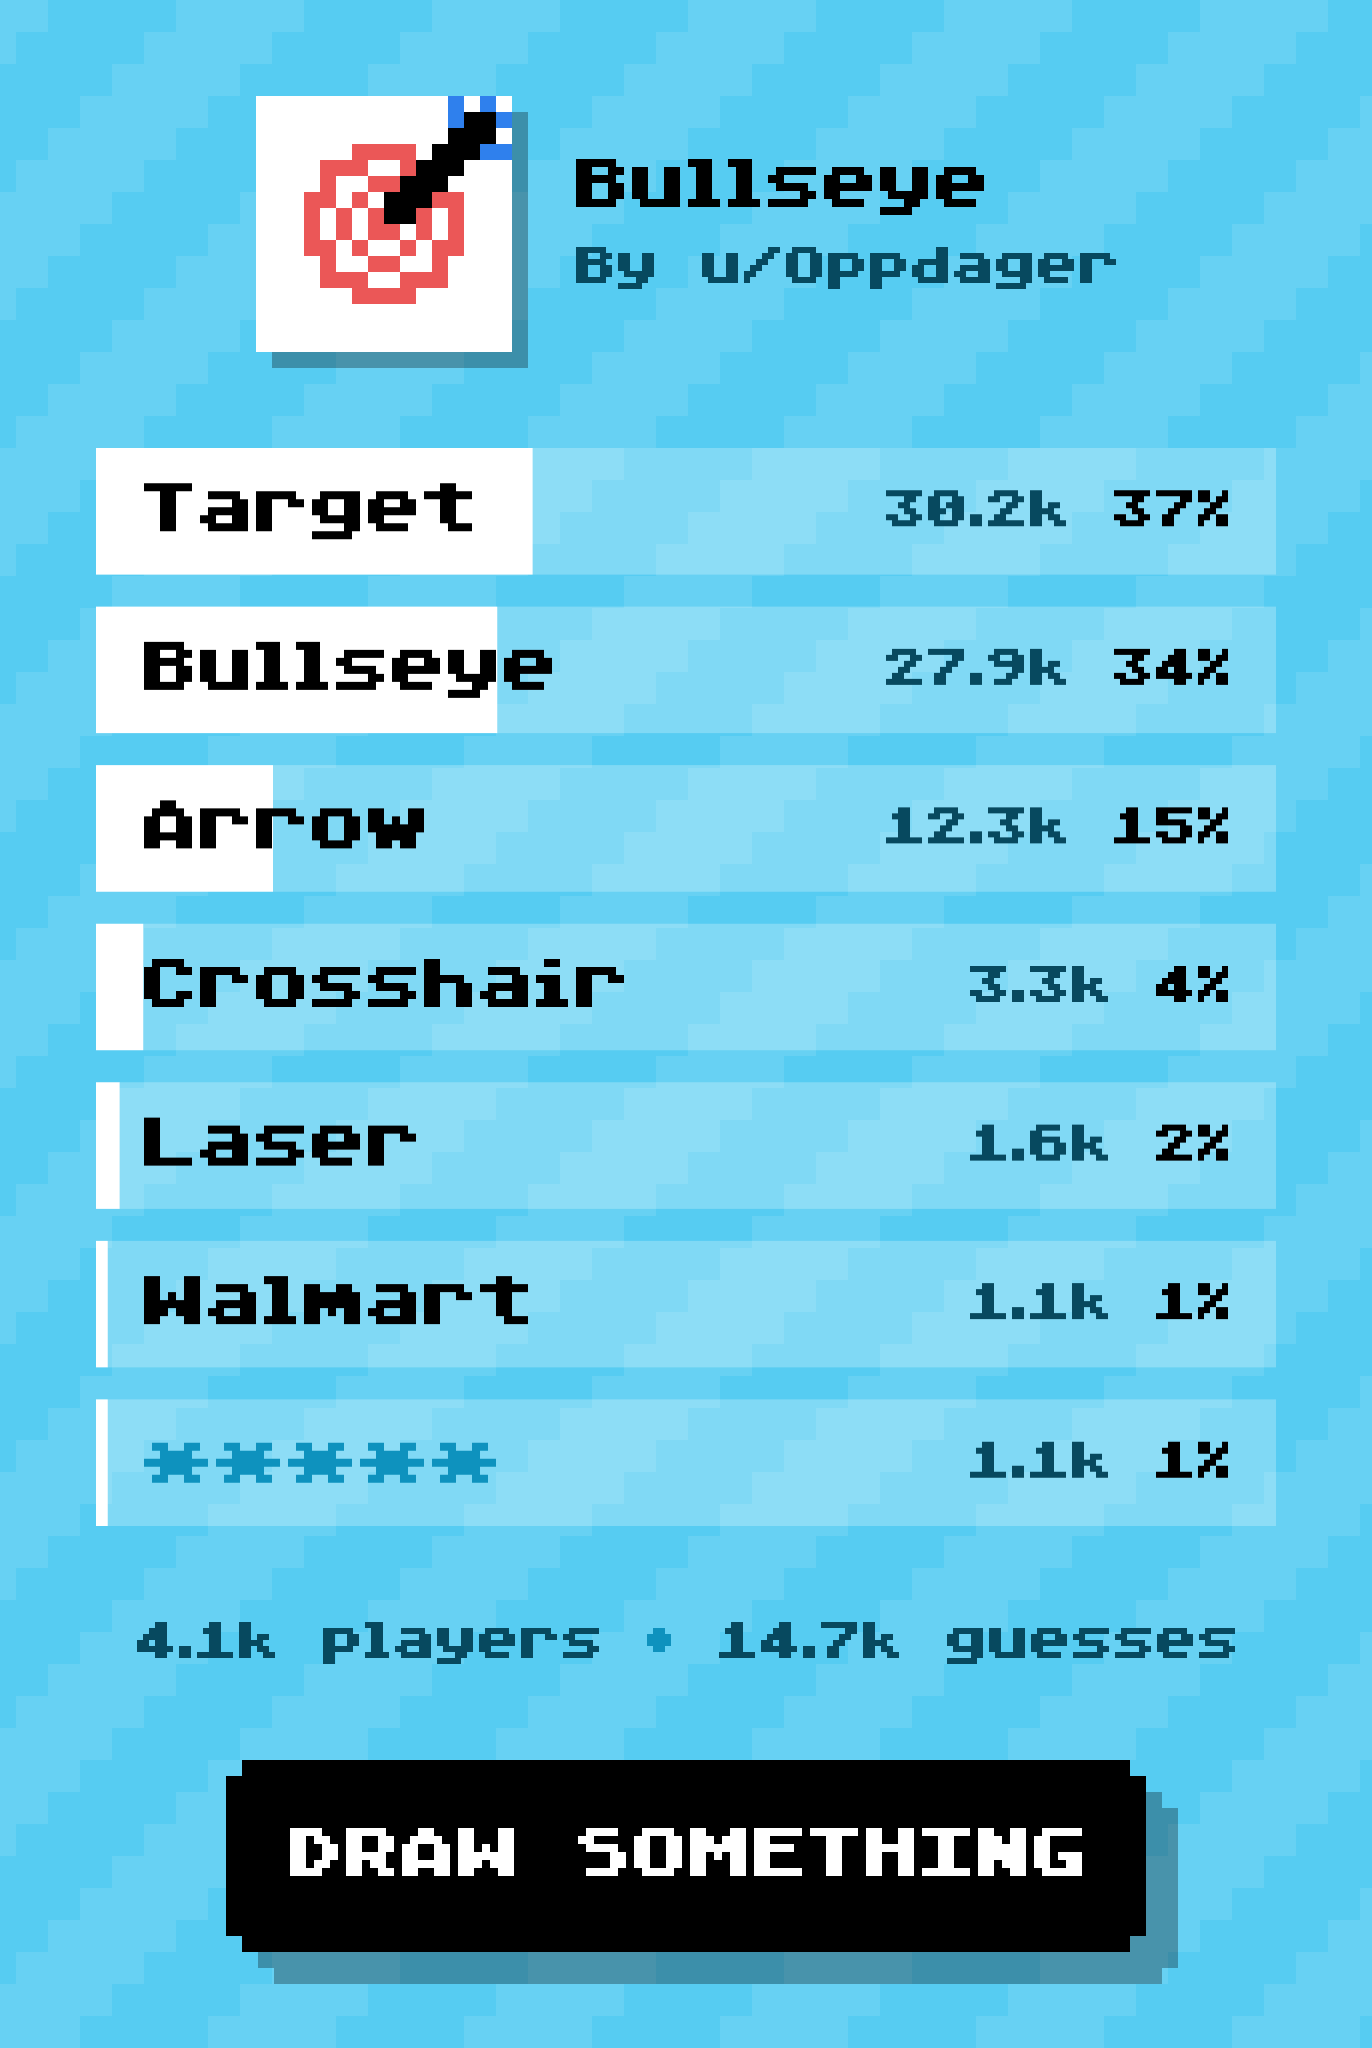 Bullseye
By u/Oppdager
Target 30.2k 37%
Bullseye 27.9k 34%
Arrow 12.3k 15%
Crosshair 3.3k 4%
Laser 1.6k 2%
Walmart 1.1k 1%
***** 1.1k 1%
4.1k players • 14.7k guesses
DRAW SOMETHING